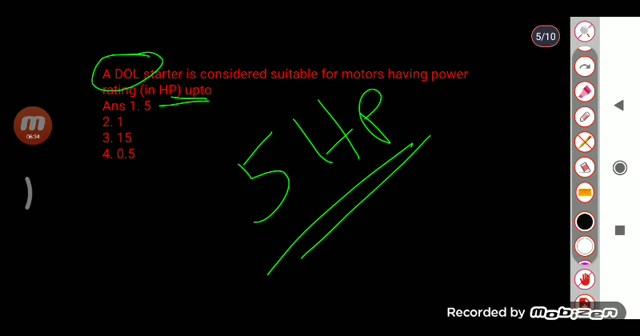 5/10
A DOL starter is considered suitable for motors having power
rating (in HP) upto
Ans 1. 5
2. 1
3. 15
4. 0.5
5 HP
06:34
Recorded by Mobizen